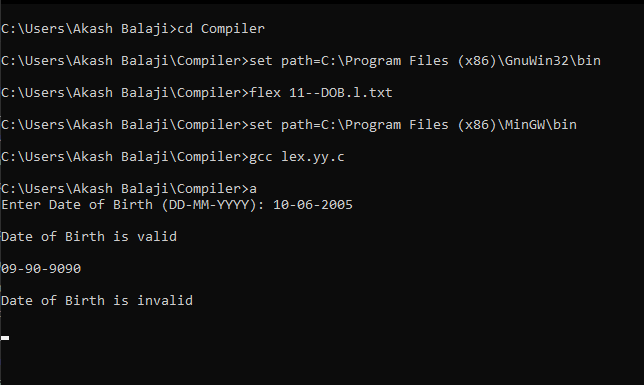 C:\Users\Akash Balaji>cd Compiler
C:\Users\Akash Balaji\Compiler>set path=C:\Program Files (x86)\GnuWin32\bin
C:\Users\Akash Balaji\Compiler>flex 11--DOB.l.txt
C:\Users\Akash Balaji\Compiler>set path=C:\Program Files (x86)\MinGW\bin
C:\Users\Akash Balaji\Compiler>gcc lex.yy.c
C:\Users\Akash Balaji\Compiler>a
Enter Date of Birth (DD-MM-YYYY): 10-06-2005
Date of Birth is valid
09-90-9090
Date of Birth is invalid